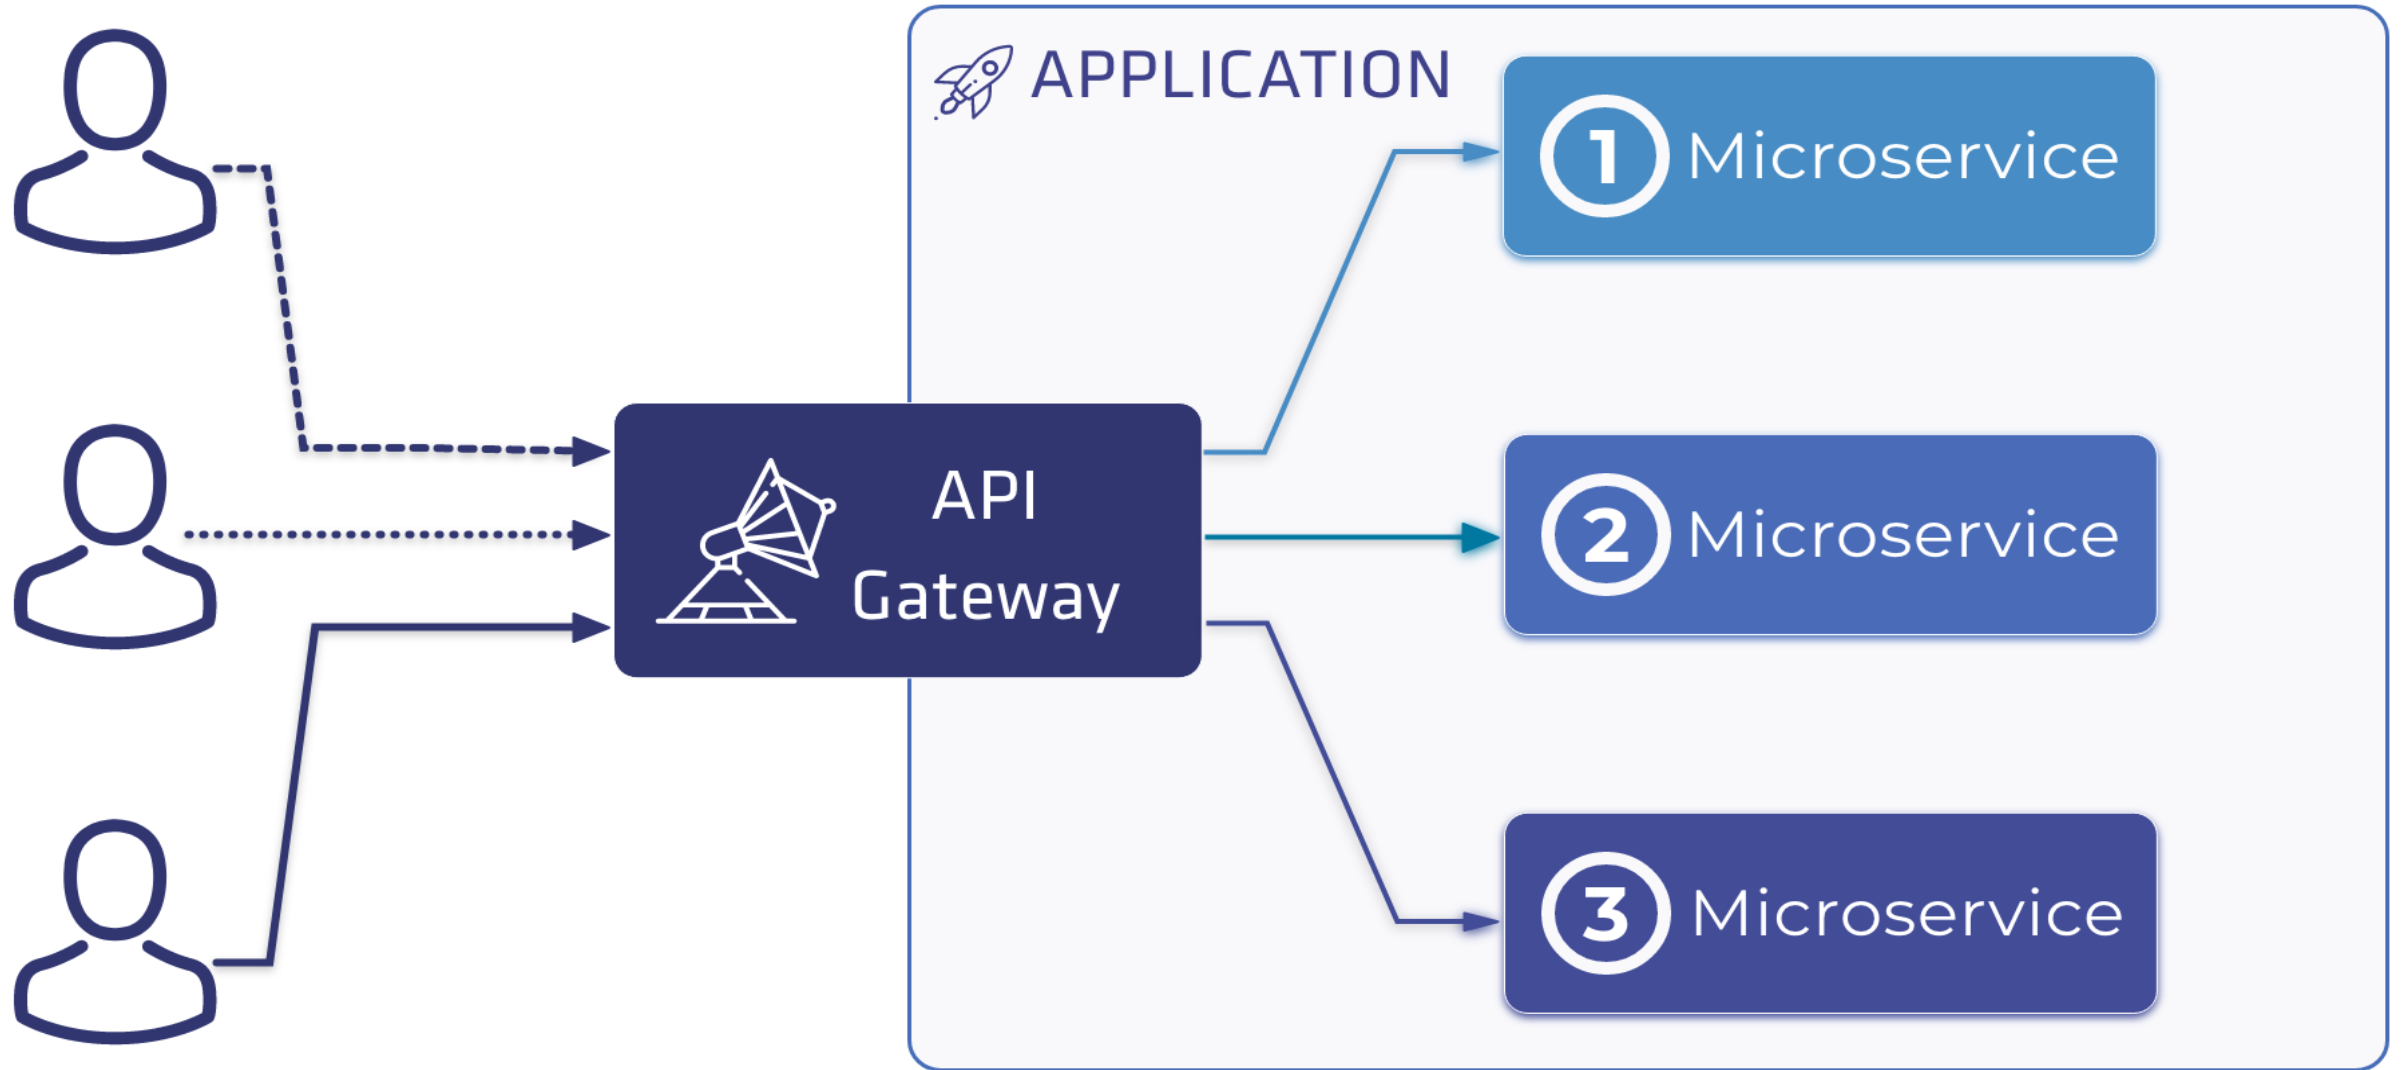 APPLICATION
1 Microservice
API
Gateway
2 Microservice
3 Microservice